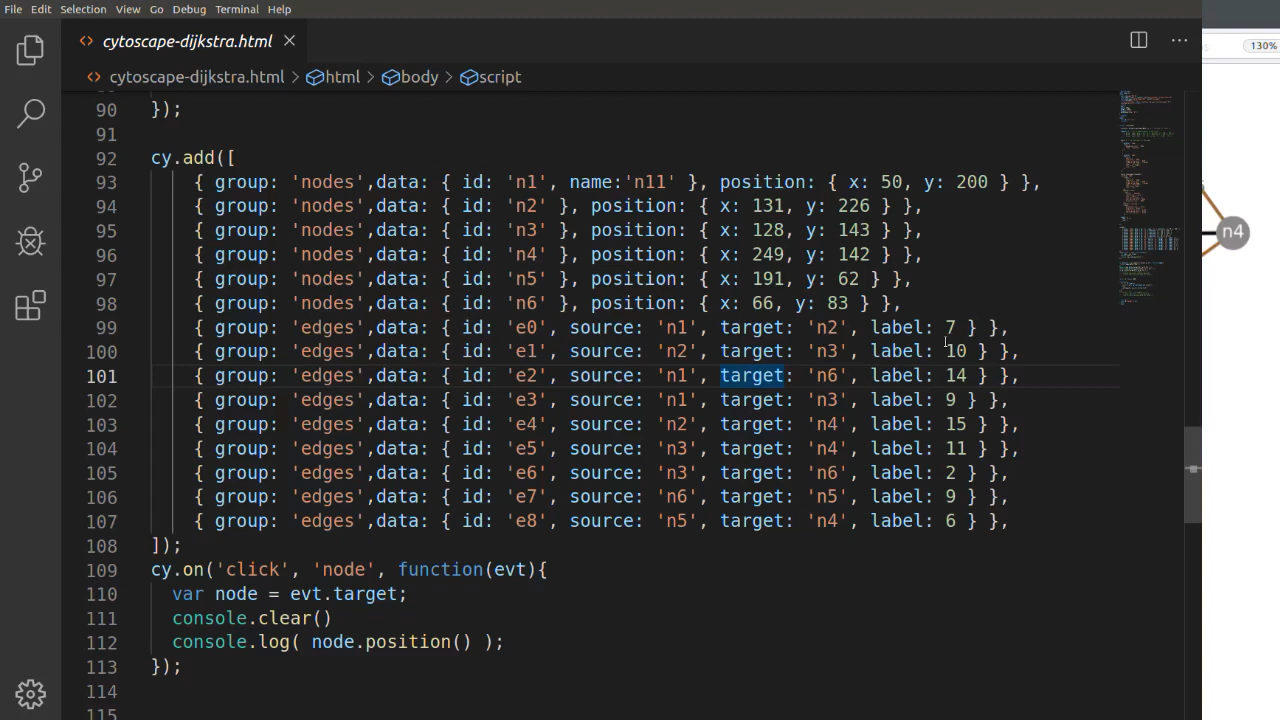 File Edit Selection View Go Debug Terminal Help
cytoscape-dijkstra.html
130%
cytoscape-dijkstra.html > html > body > script
90 });
91
92 cy.add([
93 { group: 'nodes',data: { id: 'n1', name:'n11' }, position: { x: 50, y: 200 } },
94 { group: 'nodes',data: { id: 'n2' }, position: { x: 131, y: 226 } },
95 { group: 'nodes',data: { id: 'n3' }, position: { x: 128, y: 143 } },
96 { group: 'nodes',data: { id: 'n4' }, position: { x: 249, y: 142 } },
97 { group: 'nodes',data: { id: 'n5' }, position: { x: 191, y: 62 } },
98 { group: 'nodes',data: { id: 'n6' }, position: { x: 66, y: 83 } },
99 { group: 'edges',data: { id: 'e0', source: 'n1', target: 'n2', label: 7 } },
100 { group: 'edges',data: { id: 'e1', source: 'n2', target: 'n3', label: 10 } },
101 { group: 'edges',data: { id: 'e2', source: 'n1', target: 'n6', label: 14 } },
102 { group: 'edges',data: { id: 'e3', source: 'n1', target: 'n3', label: 9 } },
103 { group: 'edges',data: { id: 'e4', source: 'n2', target: 'n4', label: 15 } },
104 { group: 'edges',data: { id: 'e5', source: 'n3', target: 'n4', label: 11 } },
105 { group: 'edges',data: { id: 'e6', source: 'n3', target: 'n6', label: 2 } },
106 { group: 'edges',data: { id: 'e7', source: 'n6', target: 'n5', label: 9 } },
107 { group: 'edges',data: { id: 'e8', source: 'n5', target: 'n4', label: 6 } },
108 ]);
109 cy.on('click', 'node', function(evt){
110 var node = evt.target;
111 console.clear()
112 console.log( node.position() );
113 });
114
115
n4